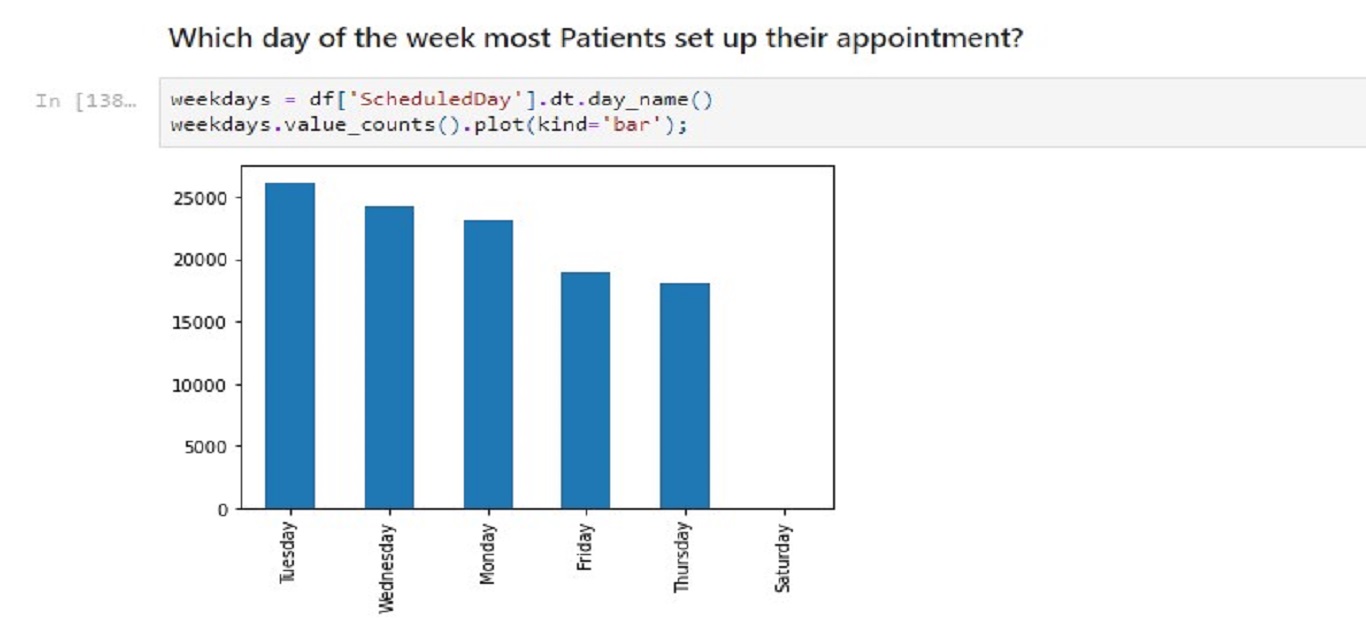 Which day of the week most Patients set up their appointment?
In [138…
weekdays = df['ScheduledDay'].dt.day_name()
weekdays.value_counts().plot(kind='bar');
25000
20000
15000
10000
5000
0
Tuesday
Wednesday
Monday
Friday
Thursday
Saturday